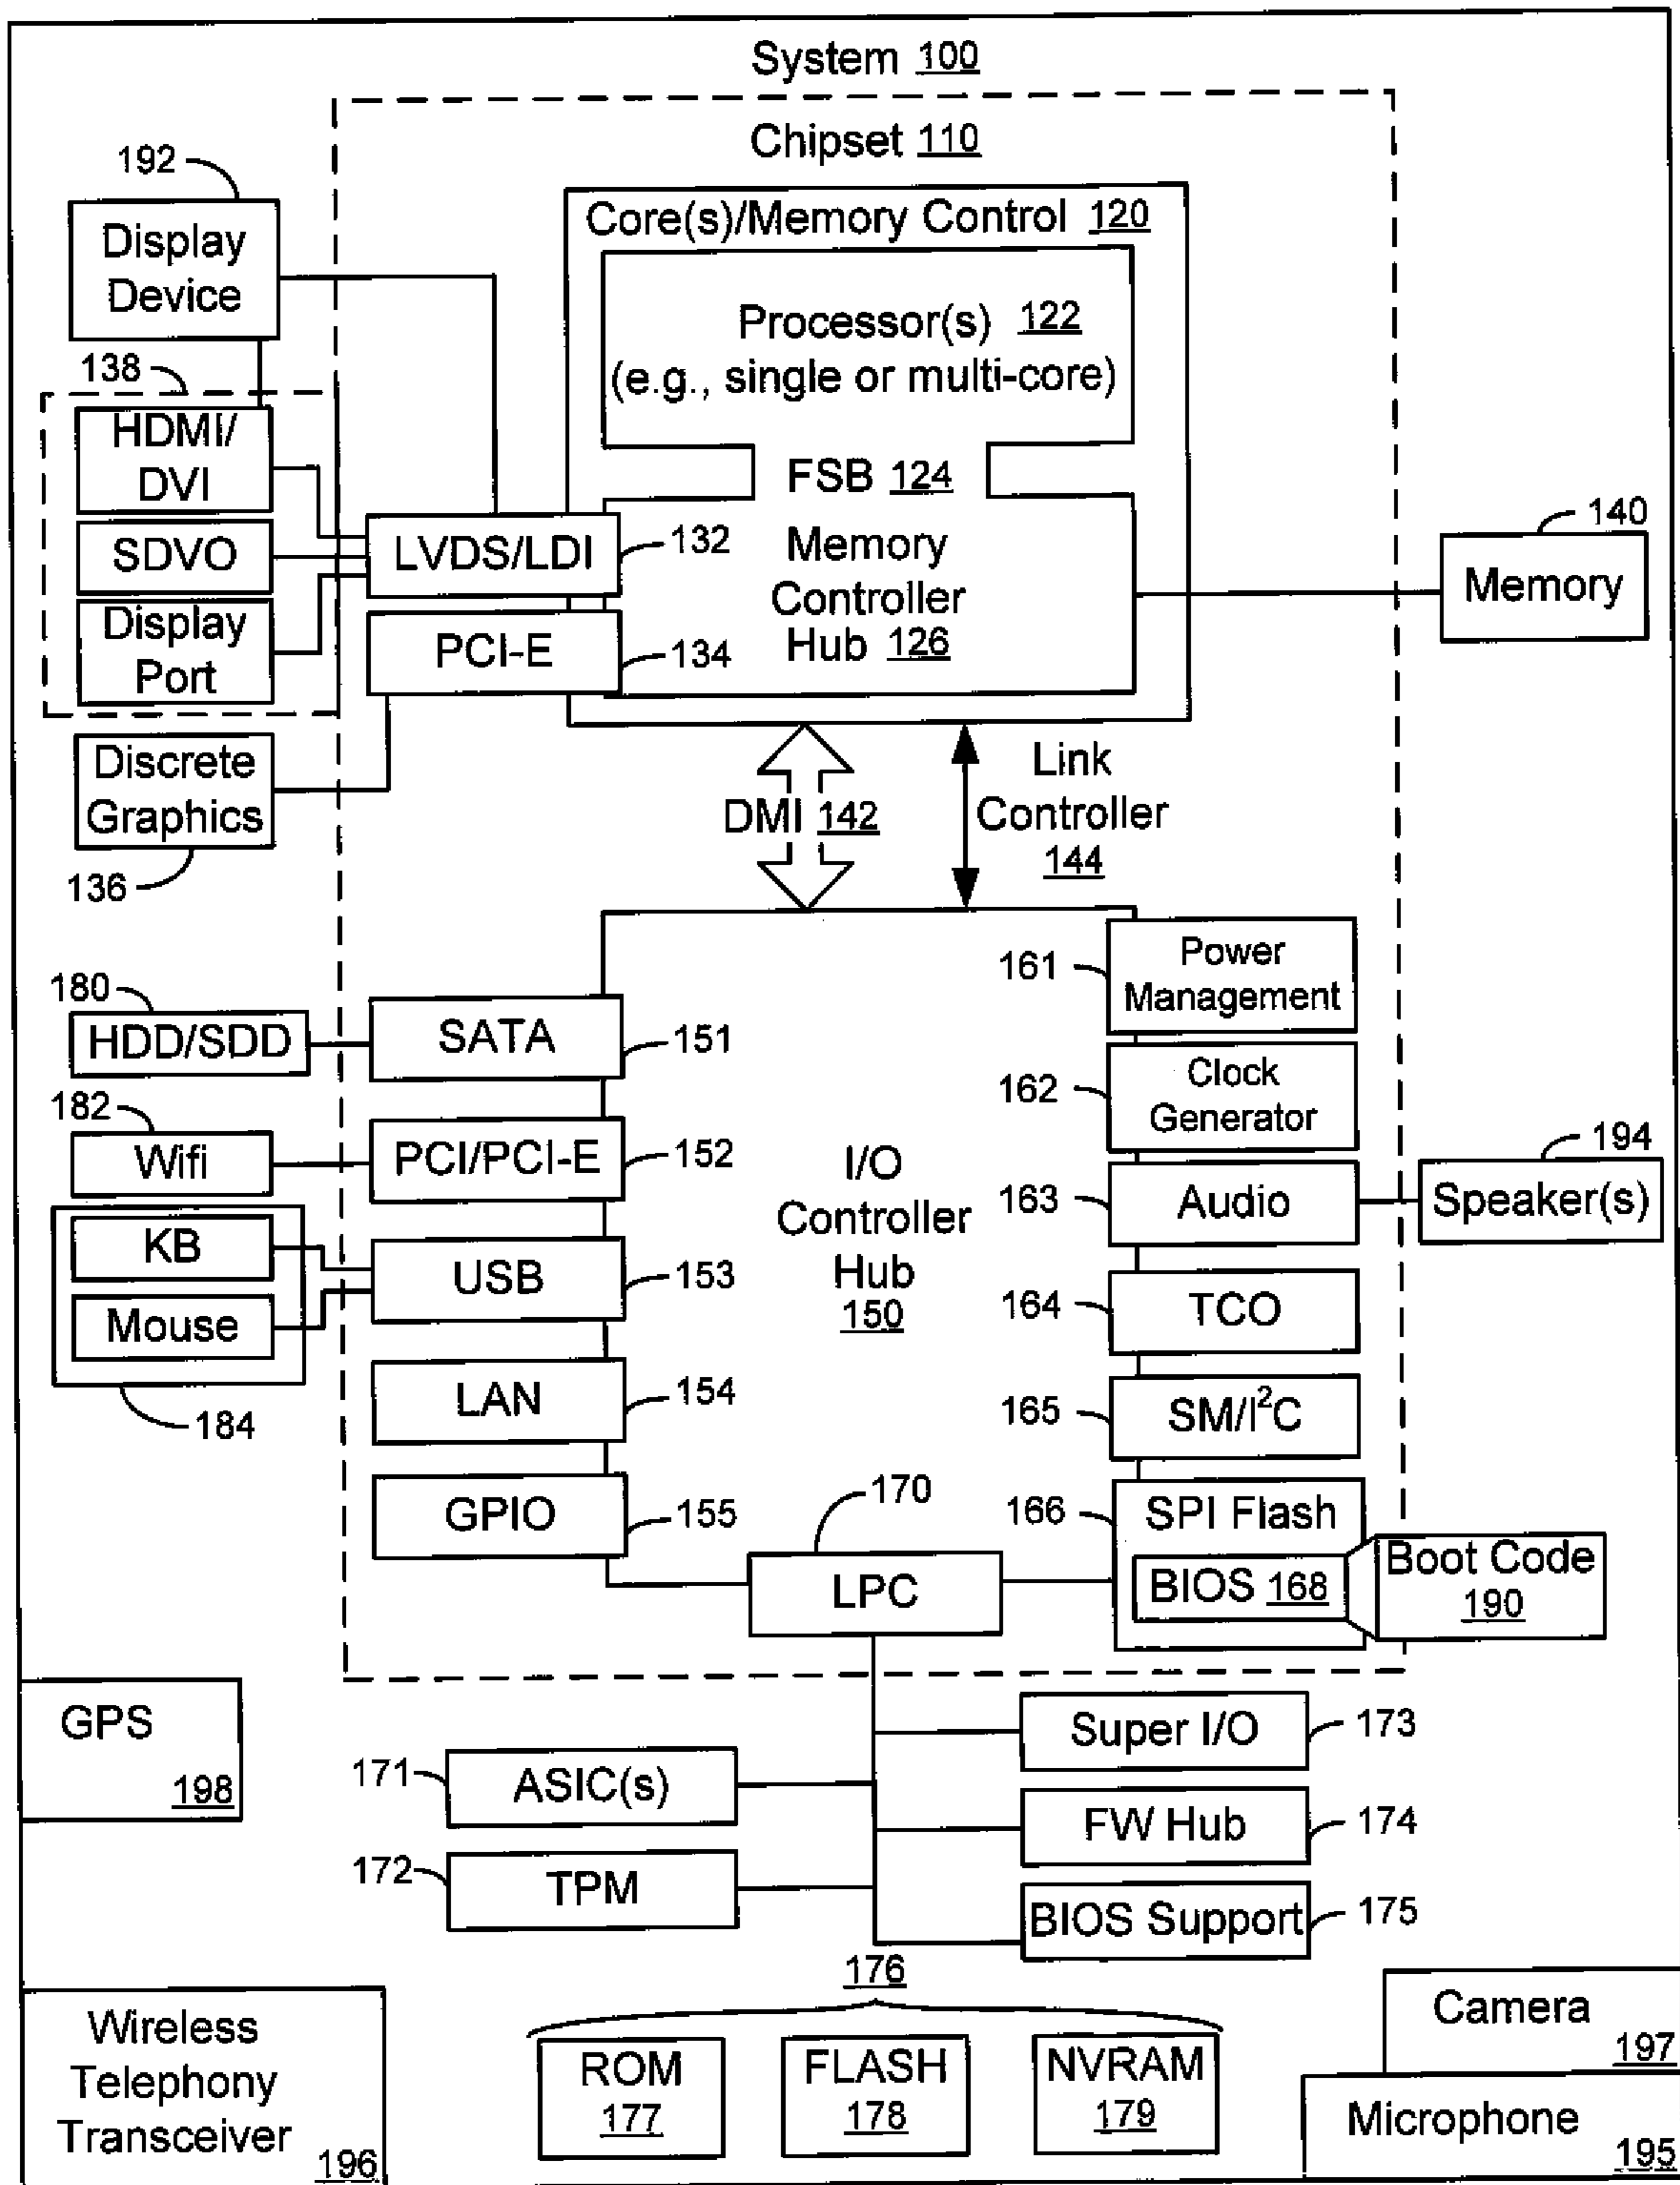 System 100
Chipset 110
192
Display
Device
Core(s)/Memory Control 120
Processor(s) 122
(e.g., single or multi-core)
FSB 124
Memory
Controller
Hub 126
138
HDMI/
DVI
SDVO
Display
Port
LVDS/LDI
132
PCI-E
134
140
Memory
Discrete
Graphics
136
DMI 142
Link
Controller
144
180
HDD/SDD
SATA
151
182
Wifi
PCI/PCI-E
152
KB
Mouse
184
USB
153
LAN
154
GPIO
155
I/O
Controller
Hub
150
161
Power
Management
162
Clock
Generator
163
Audio
194
Speaker(s)
164
TCO
165
SM/I²C
166
SPI Flash
BIOS 168
Boot Code
190
170
LPC
GPS
198
171
ASIC(s)
172
TPM
Super I/O
173
FW Hub
174
BIOS Support
175
176
ROM
177
FLASH
178
NVRAM
179
Wireless
Telephony
Transceiver
196
Camera
197
Microphone
195